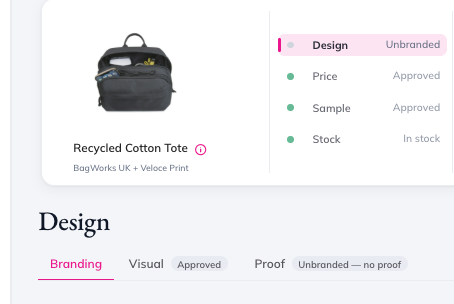 Design Unbranded
Price Approved
Sample Approved
Stock In stock
Recycled Cotton Tote
BagWorks UK + Veloce Print
Design
Branding Visual Approved Proof Unbranded — no proof